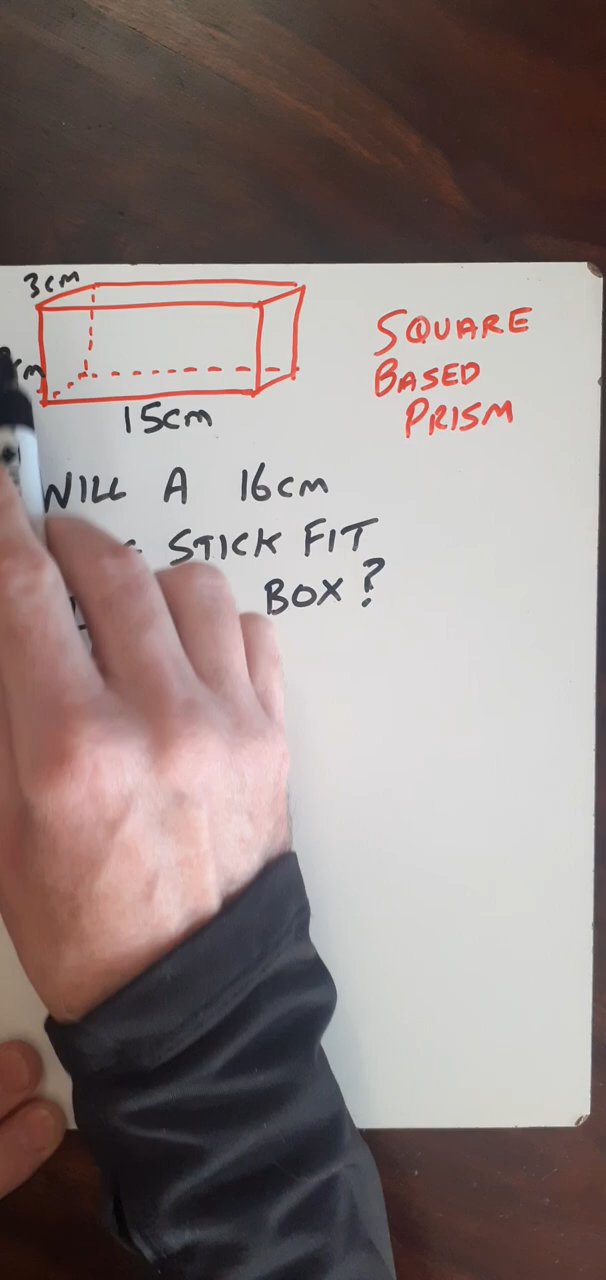 3cm
15cm
SQUARE
BASED
PRISM
WILL A 16cm
STICK FIT
BOX?